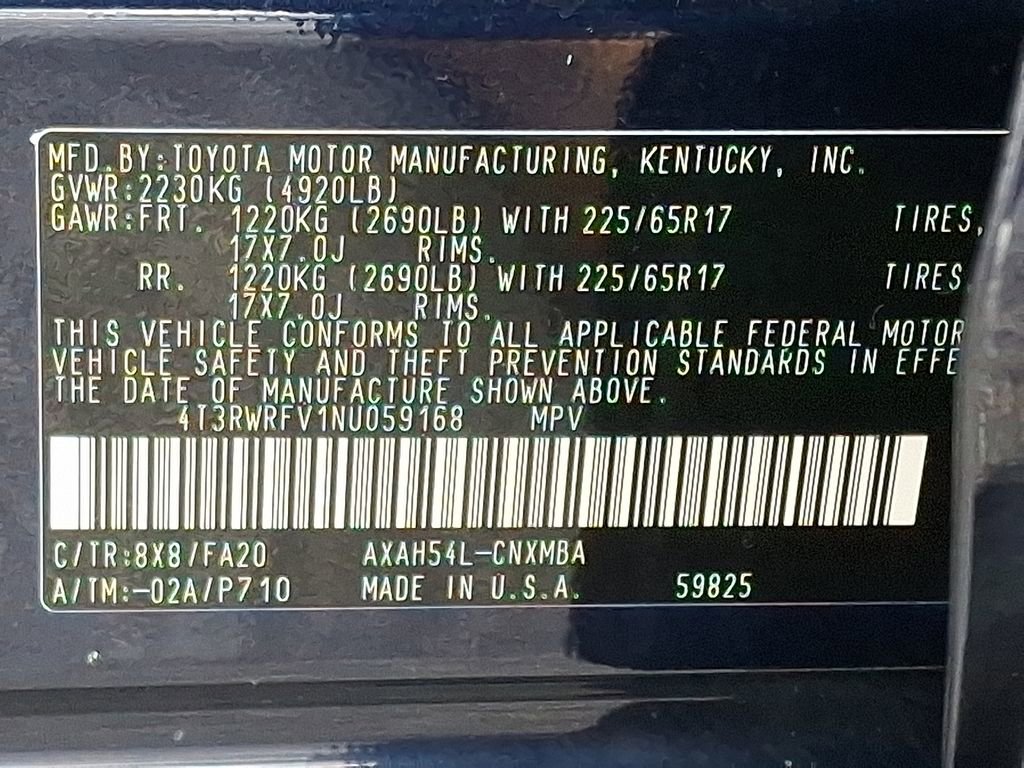 MFD.BY:TOYOTA MOTOR MANUFACTURING, KENTUCKY, INC.
GVWR:2230KG (4920LB)
GAWR:FRT. 1220KG (2690LB) WITH 225/65R17 TIRES,
17X7.0J RIMS.
RR. 1220KG (2690LB) WITH 225/65R17 TIRES
17X7.0J RIMS.
THIS VEHICLE CONFORMS TO ALL APPLICABLE FEDERAL MOTOR
VEHICLE SAFETY AND THEFT PREVENTION STANDARDS IN EFFE
THE DATE OF MANUFACTURE SHOWN ABOVE.
4T3RWRFV1NU059168 MPV
C/TR:8X8/FA20 AXAH54L-CNXMBA
A/TM:-02A/P710 MADE IN U.S.A. 59825